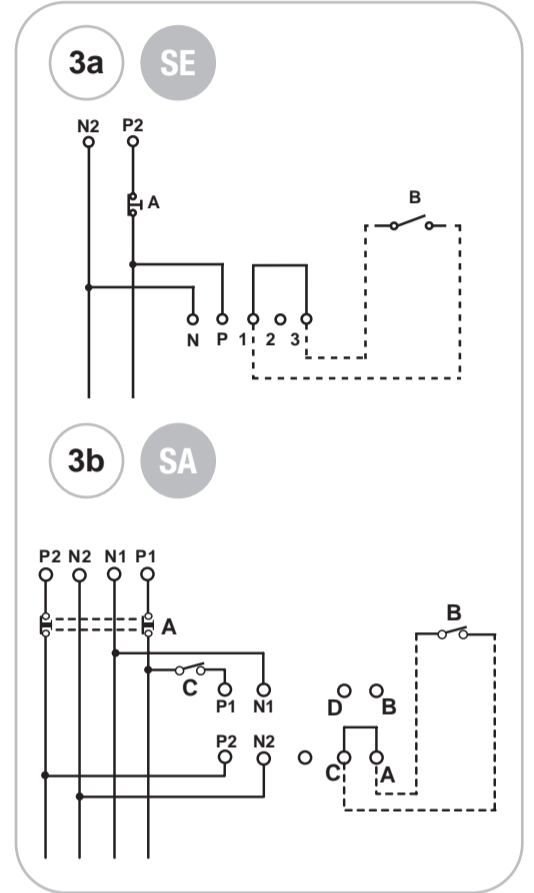 3a SE
N2 P2
A
B
N P 1 2 3
3b SA
P2 N2 N1 P1
A
B
C
P1 N1
D B
P2 N2
C A